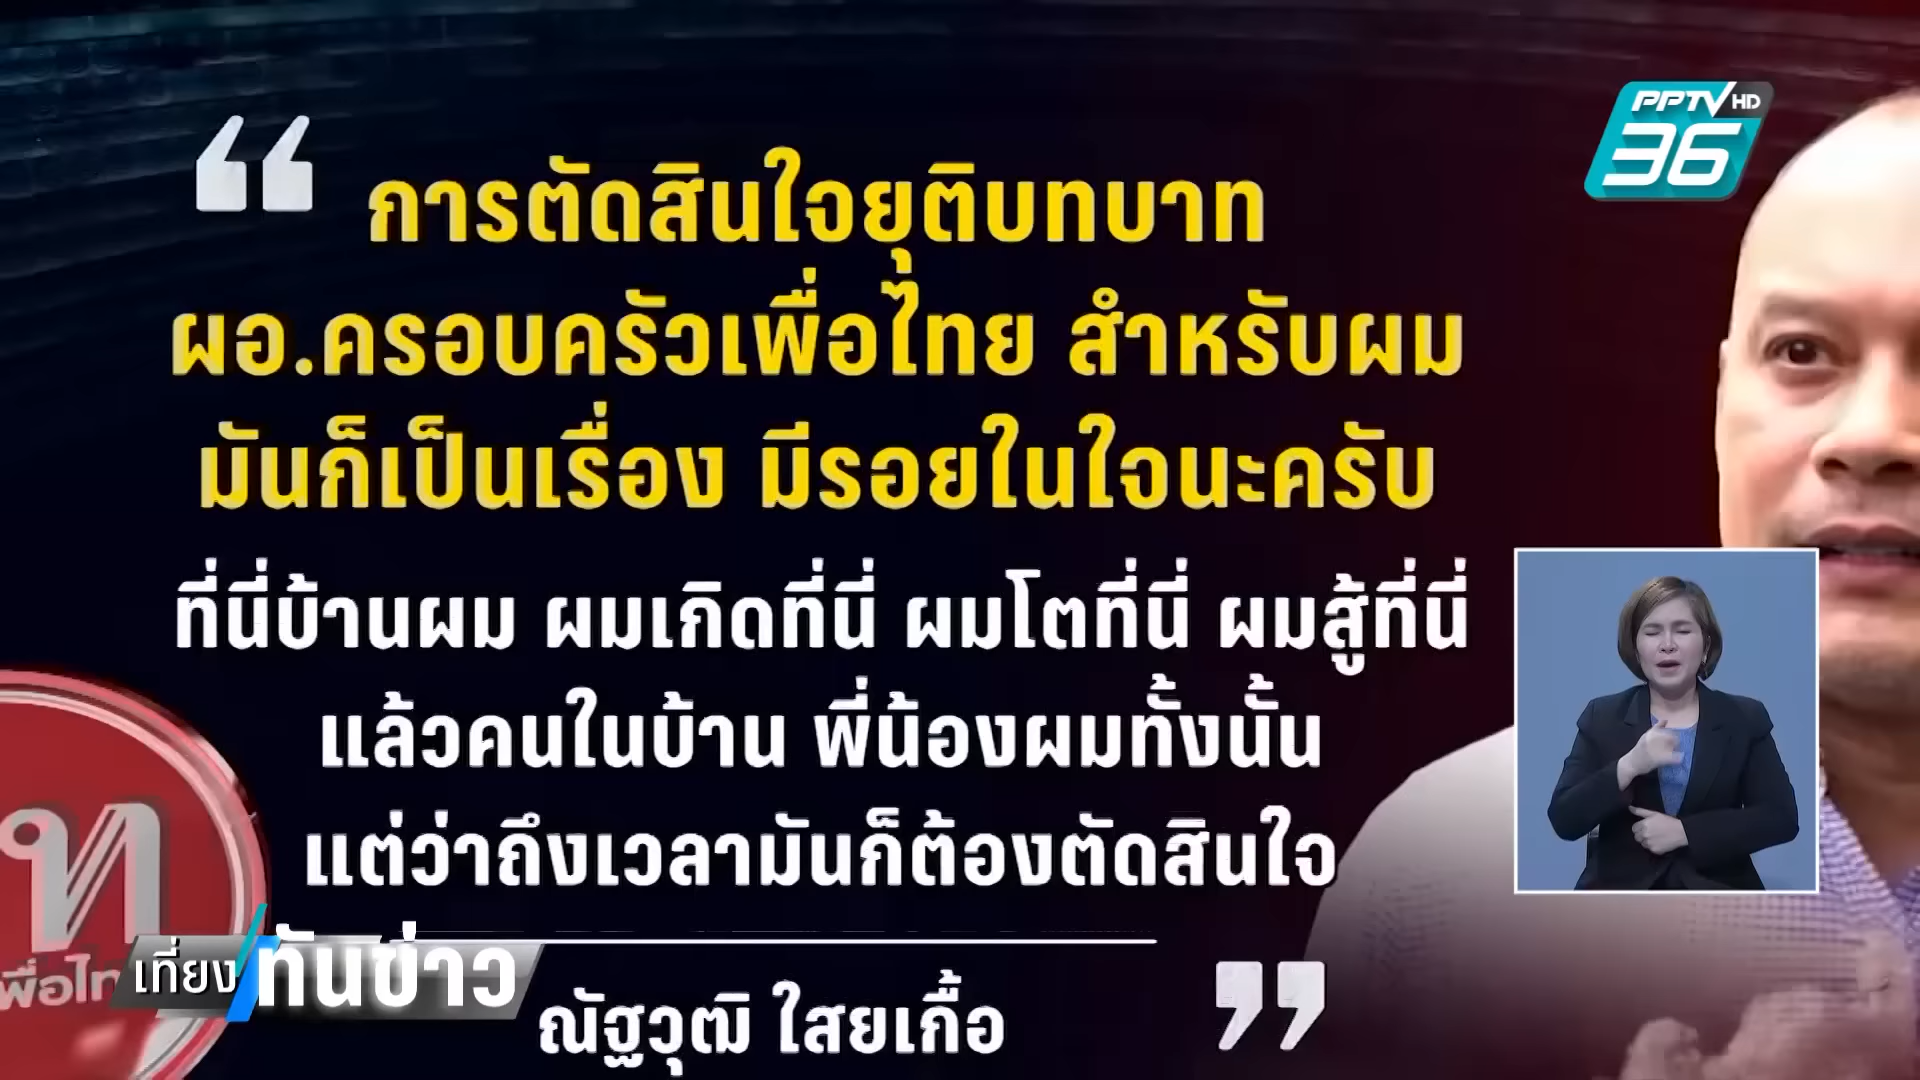 PPTV HD
36
“ การตัดสินใจยุติบทบาท
ผอ.ครอบครัวเพื่อไทย สำหรับผม
มันก็เป็นเรื่อง มีรอยในใจนะครับ
ที่นี่บ้านผม ผมเกิดที่นี่ ผมโตที่นี่ ผมสู้ที่นี่
แล้วคนในบ้าน พี่น้องผมทั้งนั้น
แต่ว่าถึงเวลามันก็ต้องตัดสินใจ
ท
พื่อไท
เที่ยงทันข่าว
ณัฐวุฒิ ใสยเกื้อ ”